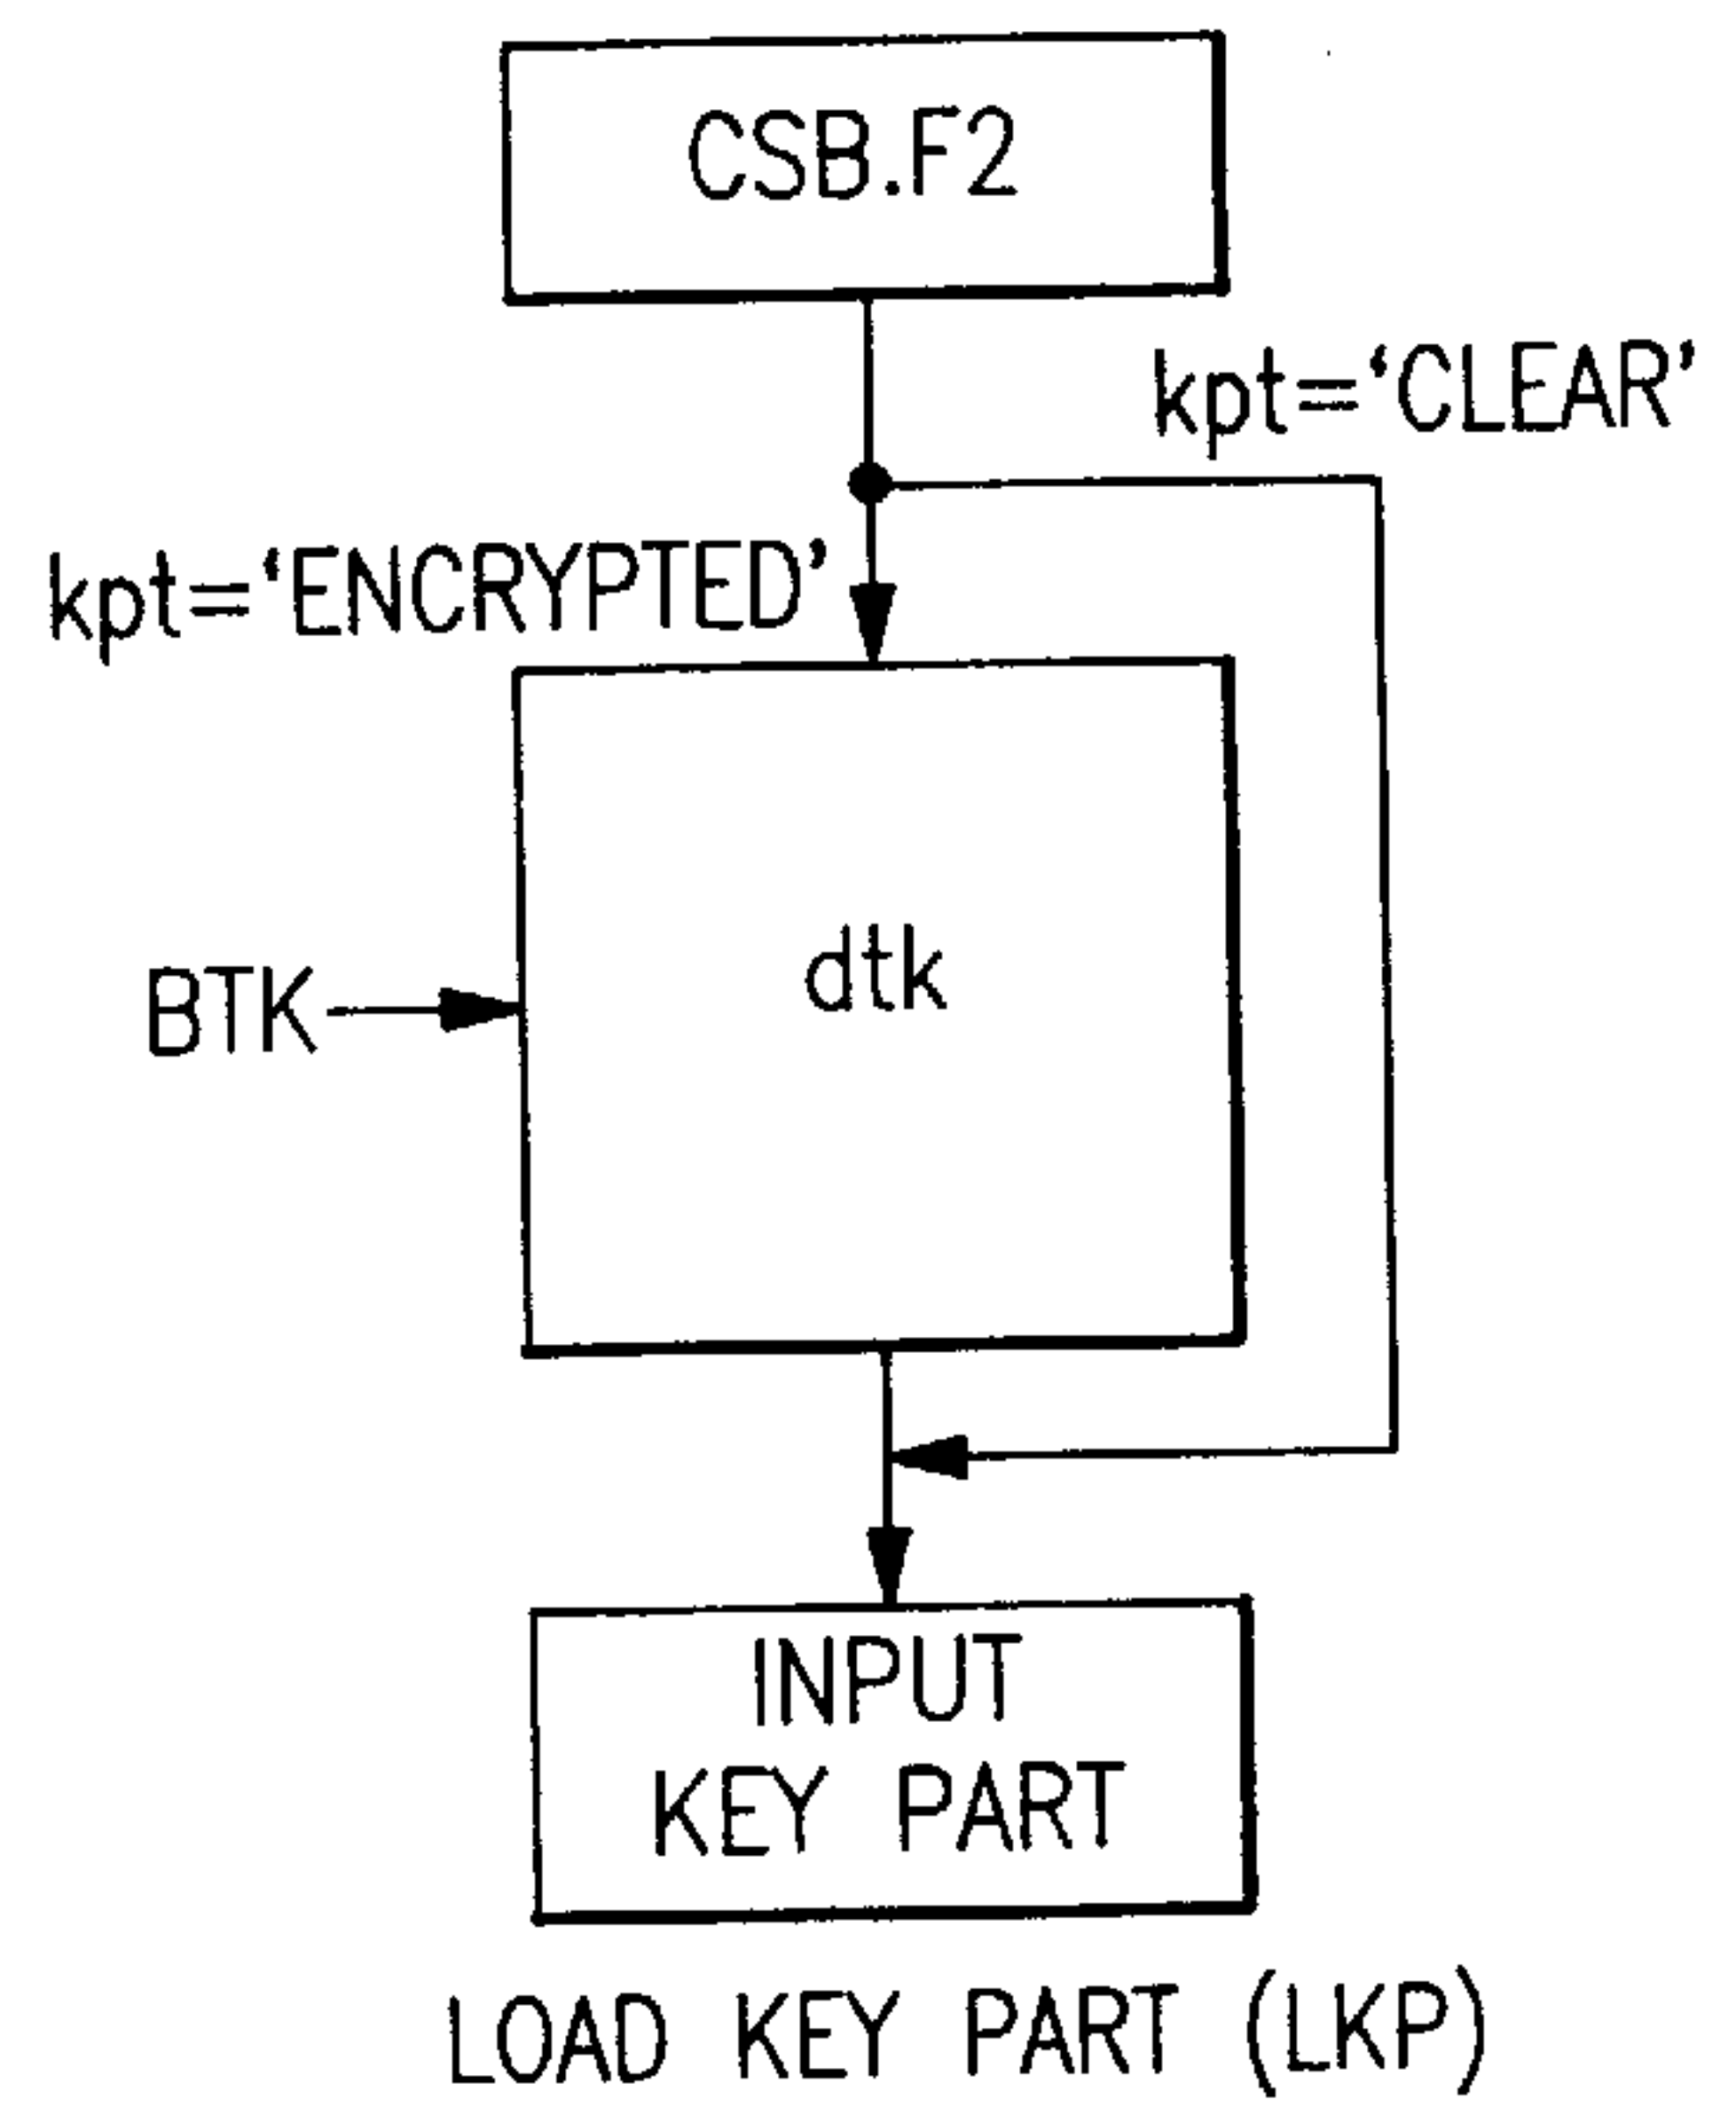 CSB.F2
kpt=‘CLEAR’
kpt=‘ENCRYPTED’
dtk
BTK
INPUT
KEY PART
LOAD KEY PART (LKP)